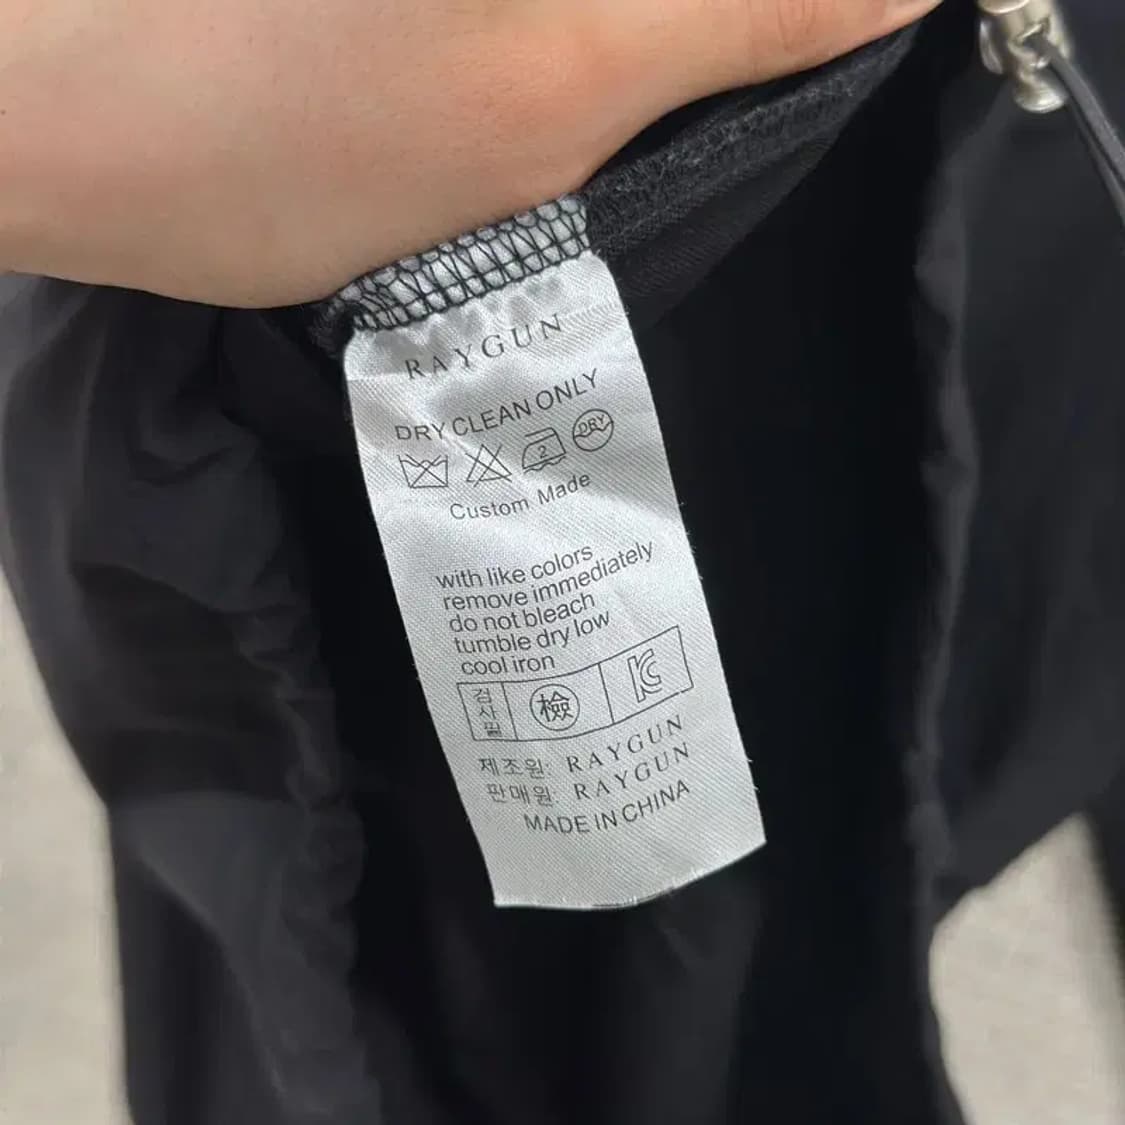 RAYGUN
DRY CLEAN ONLY
2 DRY
Custom Made
with like colors
remove immediately
do not bleach
tumble dry low
cool iron
검사필 檢
제조원: RAYGUN
판매원: RAYGUN
MADE IN CHINA